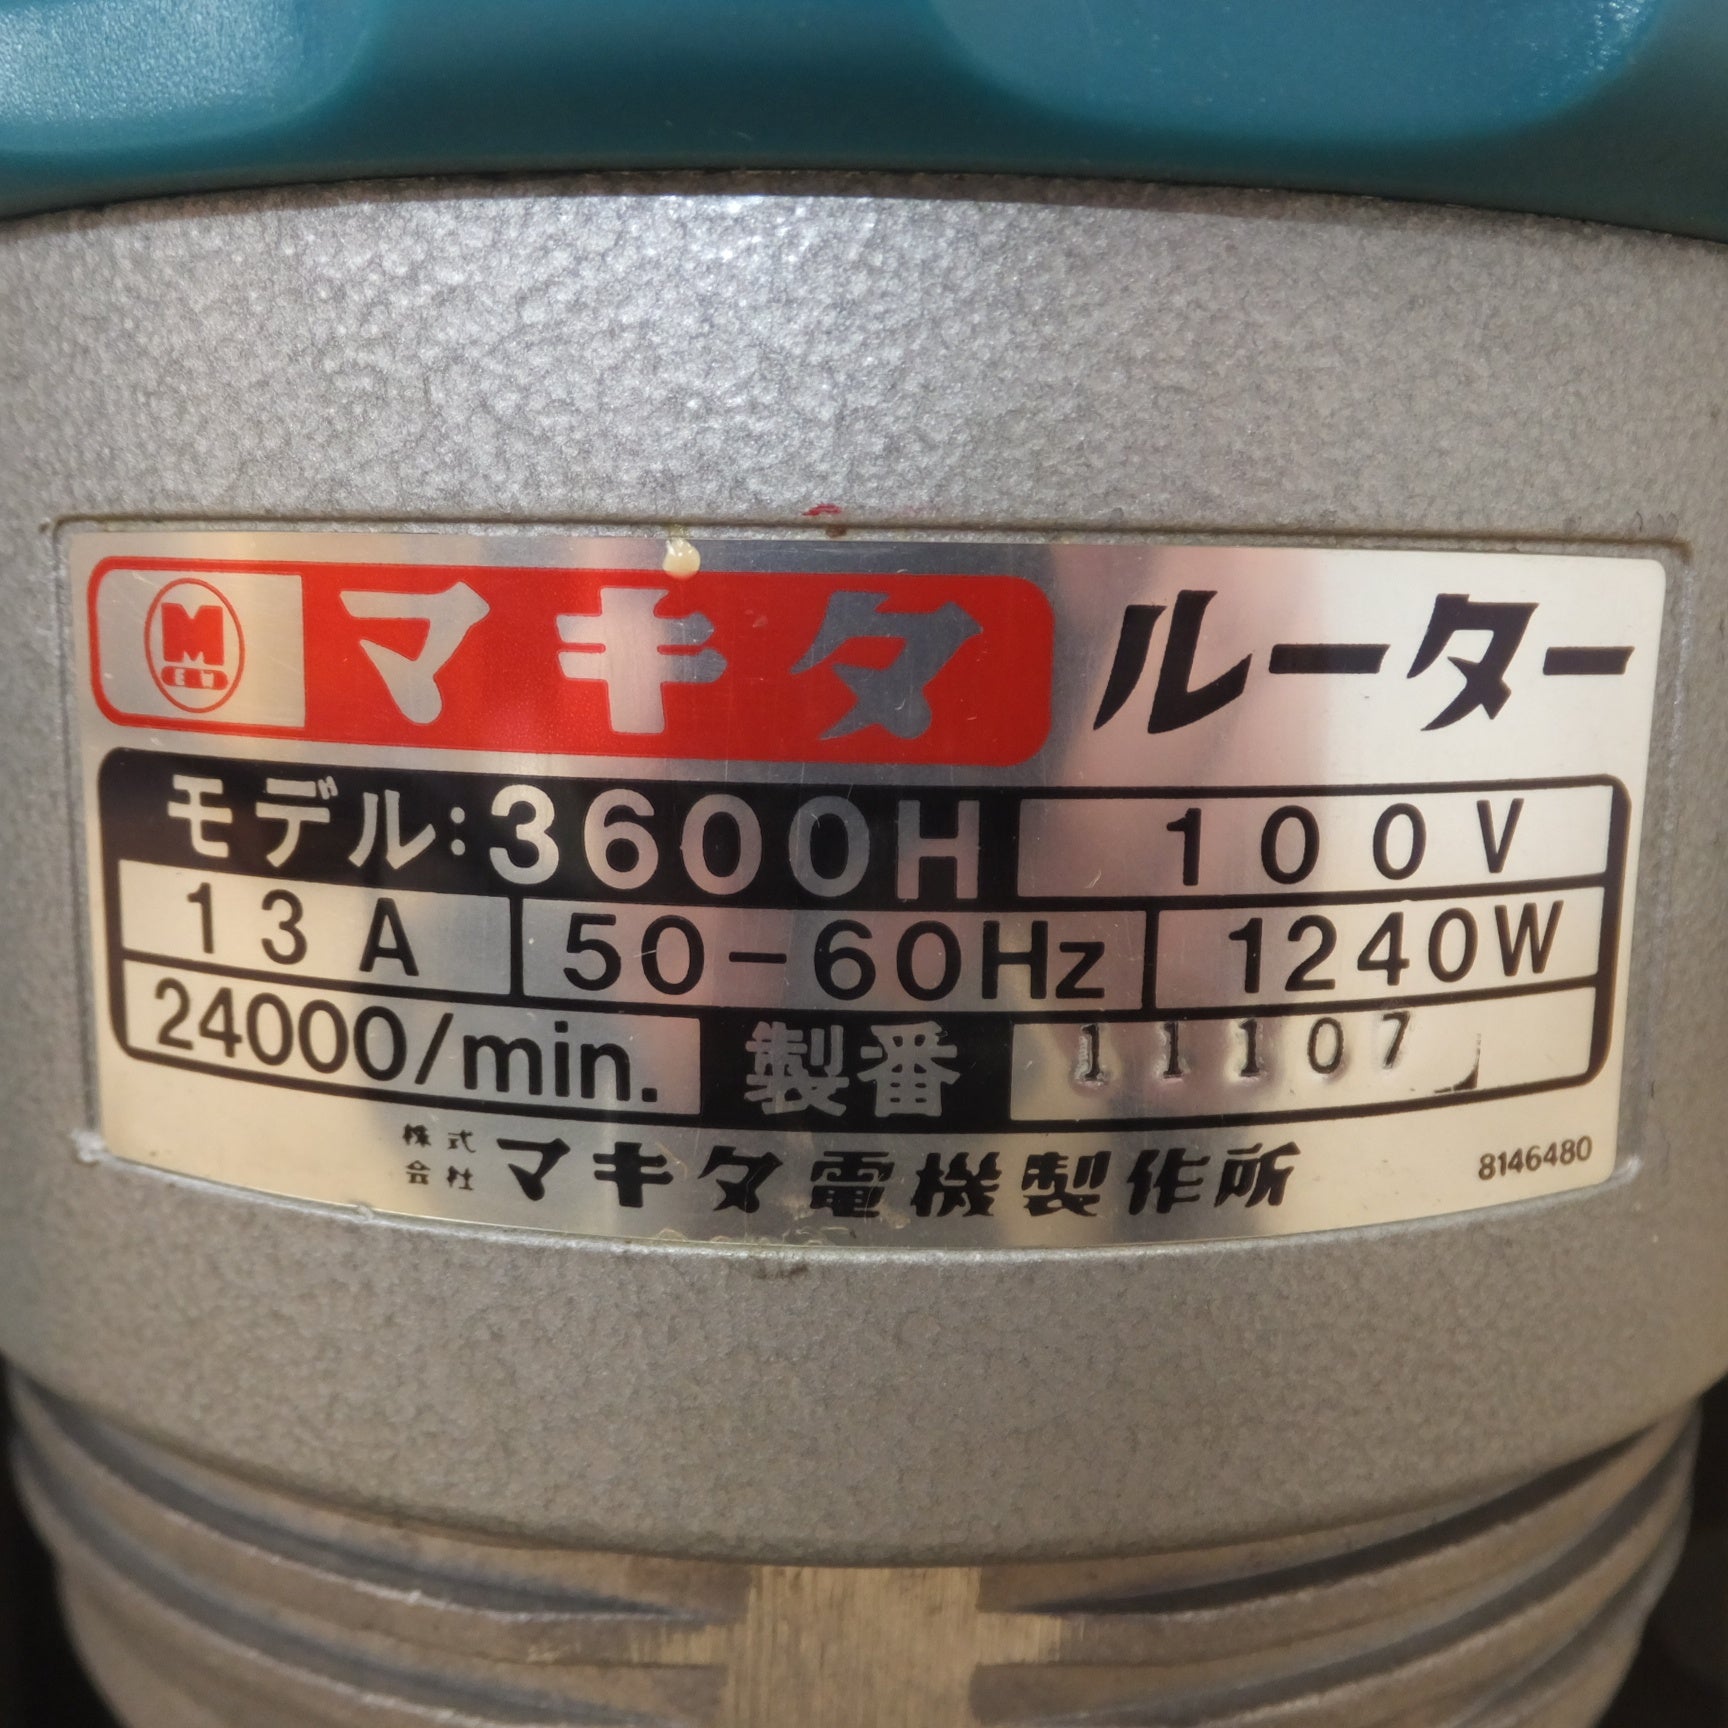 M マキタ ルーター
モデル:3600H 100V
13A 50-60Hz 1240W
24000/min. 製番 11107
株式会社 マキタ電機製作所 8146480